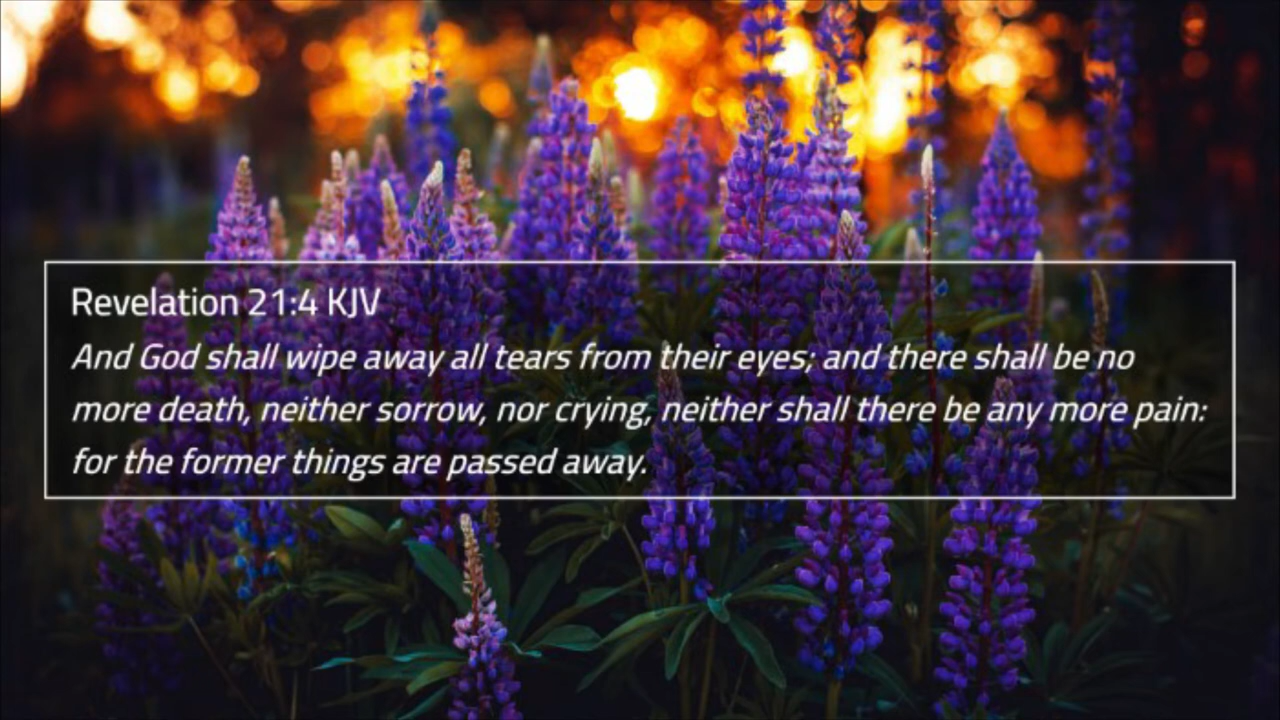 Revelation 21:4 KJV
And God shall wipe away all tears from their eyes; and there shall be no
more death, neither sorrow, nor crying, neither shall there be any more pain:
for the former things are passed away.